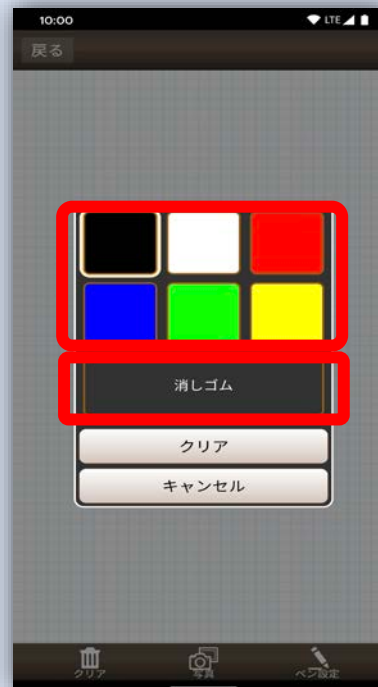 10:00 LTE
戻る
消しゴム
クリア
キャンセル
クリア 写真 ペン設定